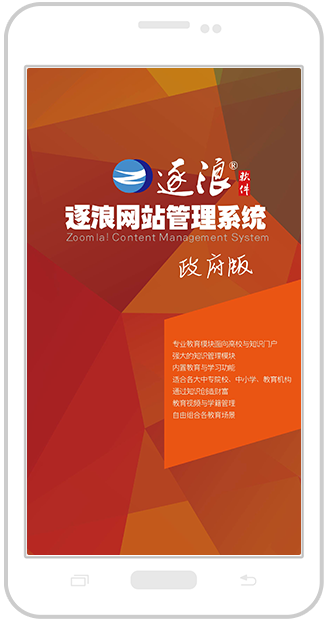 逐浪®软件
逐浪网站管理系统
Zoomla! Content Management System
政府版
专业教育模块面向高校与知识门户
强大的知识管理模块
内置教育与学习功能
适合各大中专院校、中小学、教育机构
通过知识创造财富
教育视频与学籍管理
自由组合各教育场景